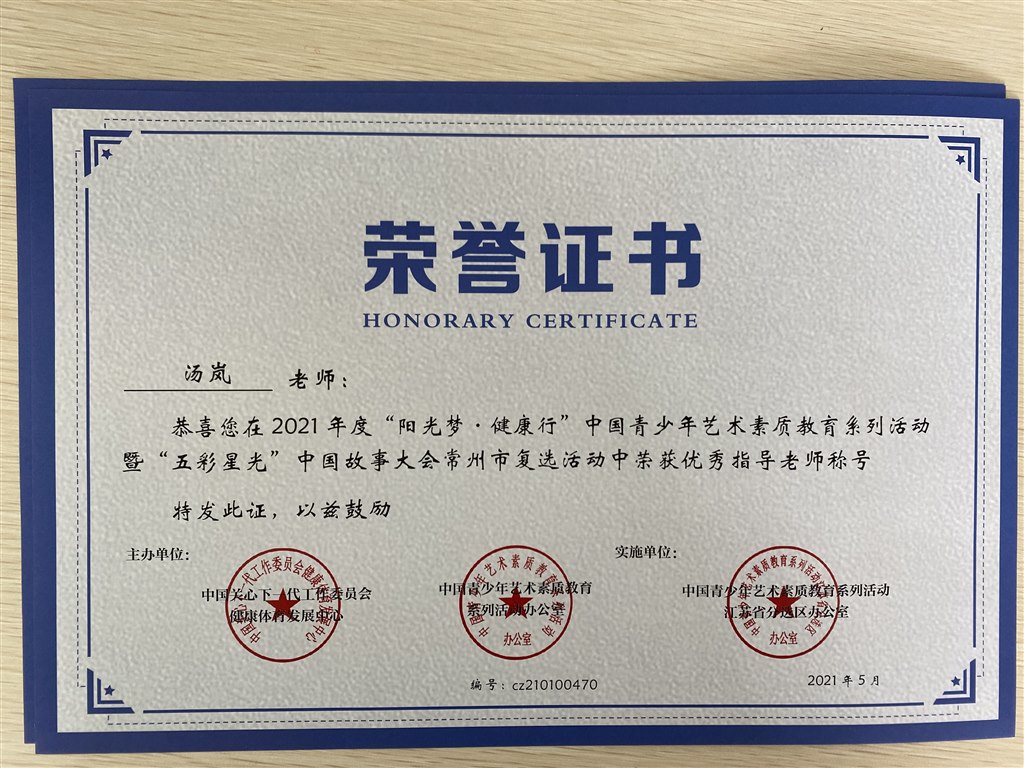 荣誉证书
HONORARY CERTIFICATE
汤岚 老师：
恭喜您在2021年度“阳光梦·健康行”中国青少年艺术素质教育系列活动
暨“五彩星光”中国故事大会常州市复选活动中荣获优秀指导老师称号
特发此证，以兹鼓励
主办单位：
中国关心下一代工作委员会
健康体育发展中心
中国青少年艺术素质教育
系列活动办公室
实施单位：
中国青少年艺术素质教育系列活动
江苏省分选区办公室
办公室
办公室
编号：cz210100470
2021年5月